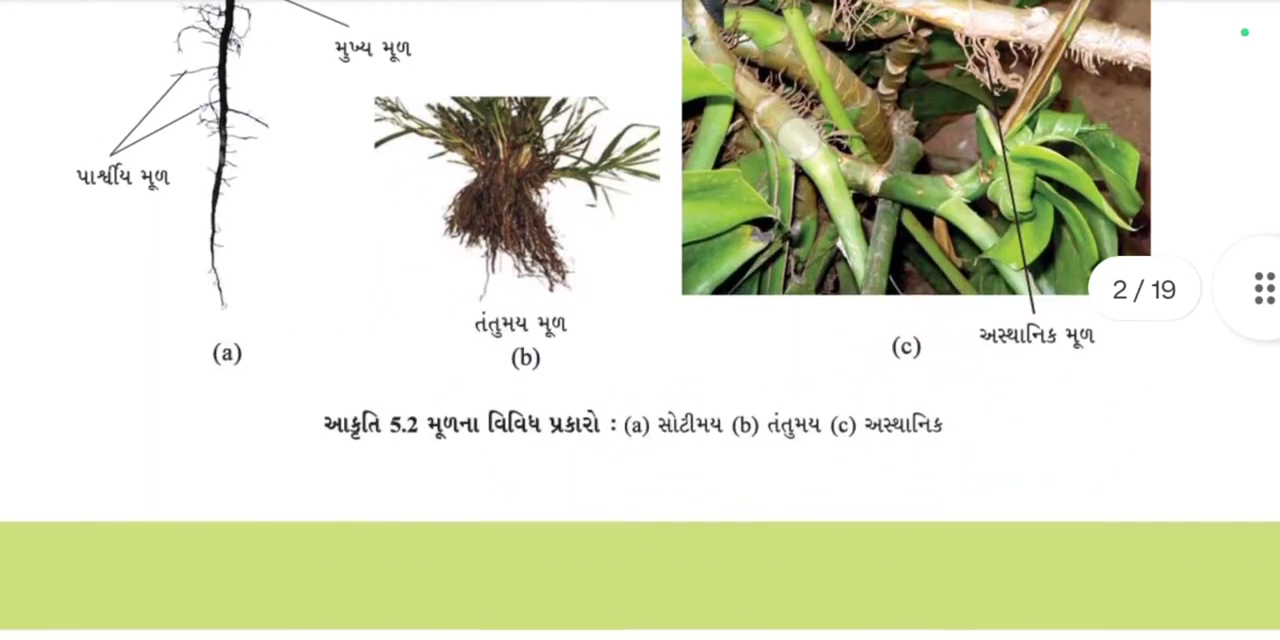 મુખ્ય મૂળ
પાર્શ્વીય મૂળ
તંતુમય મૂળ
2 / 19
અસ્થાનિક મૂળ
(a)
(b)
(c)
આકૃતિ 5.2 મૂળના વિવિધ પ્રકારો : (a) સોટીમય (b) તંતુમય (c) અસ્થાનિક